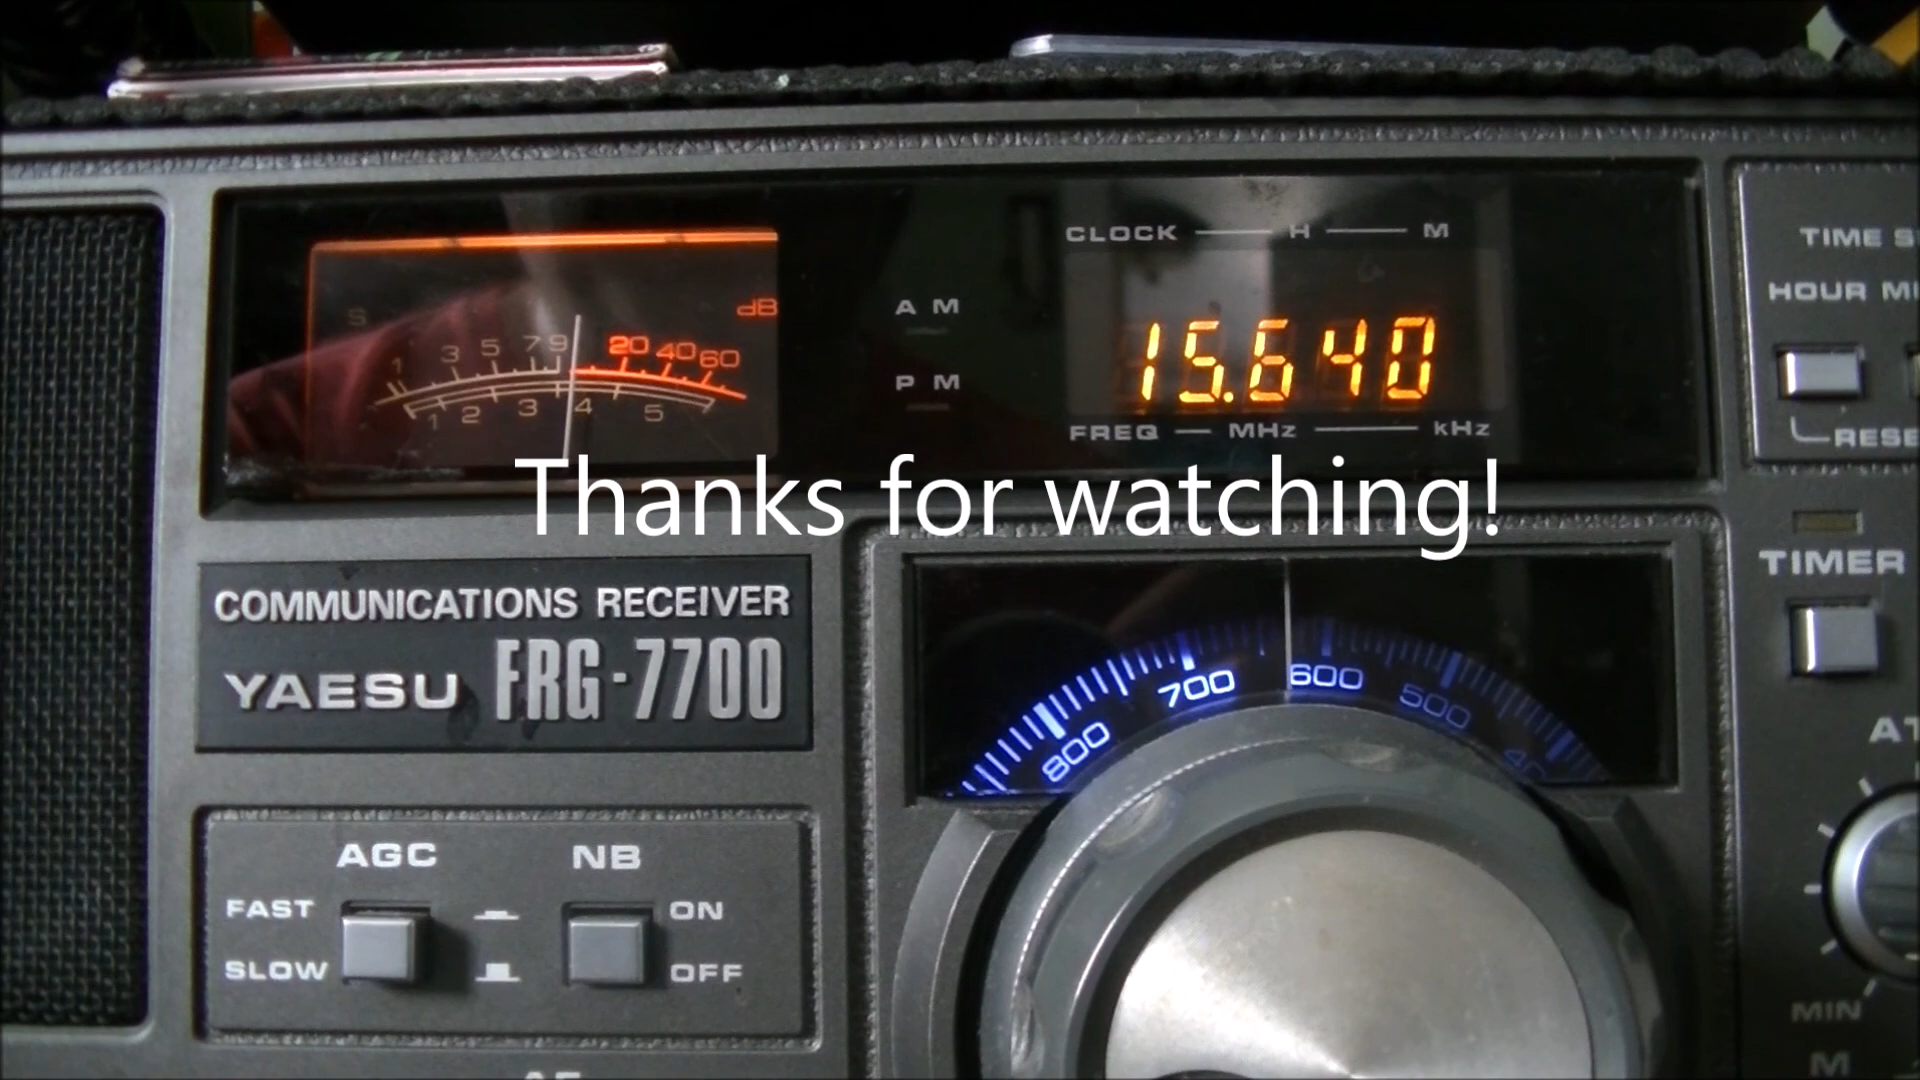 CLOCK H M
S
dB
AM
1 3 5 7 9 20 40 60
15.640
1 2 3 4 5
PM
FREQ MHz kHz
Thanks for watching!
COMMUNICATIONS RECEIVER
YAESU FRG-7700
700 600 500
800
AGC NB
FAST ON
SLOW OFF
TIME
HOUR
TIMER
MIN
M